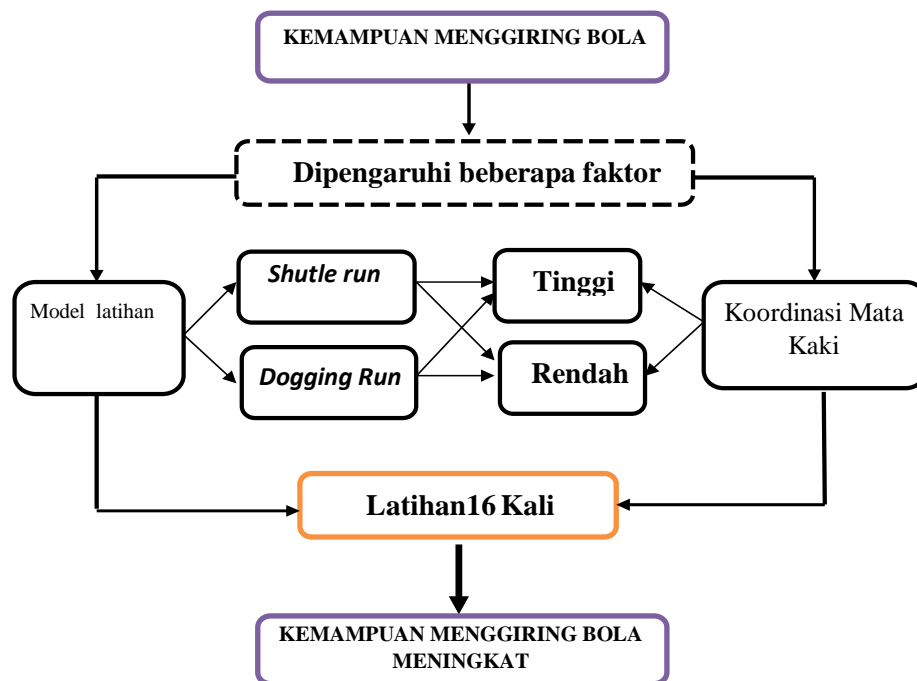 KEMAMPUAN MENGGIRING BOLA
Dipengaruhi beberapa faktor
Shutle run
Tinggi
Model latihan
Koordinasi Mata
Kaki
Dogging Run
Rendah
Latihan16 Kali
KEMAMPUAN MENGGIRING BOLA
MENINGKAT